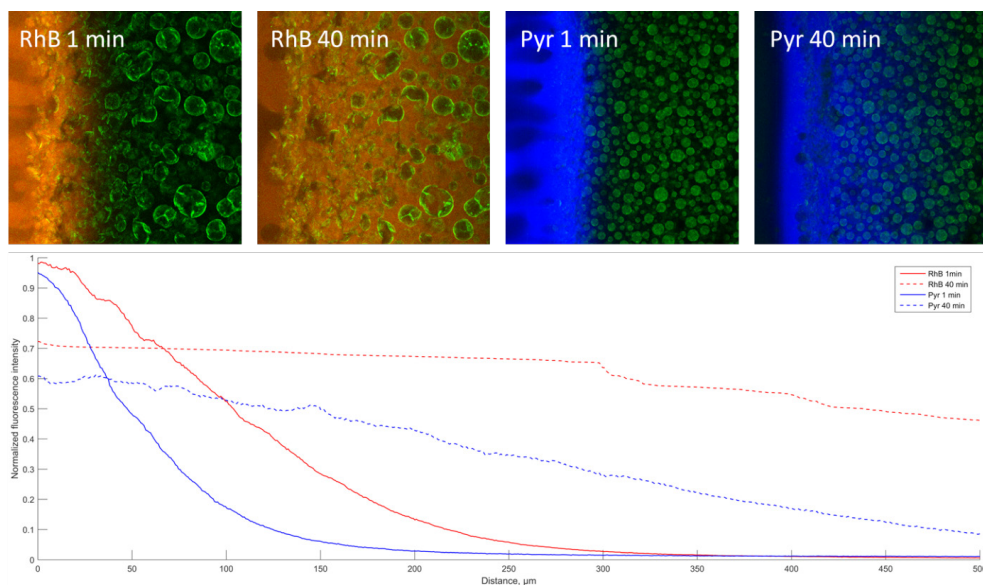 RhB 1 min
RhB 40 min
Pyr 1 min
Pyr 40 min
1
0.9
0.8
0.7
0.6
0.5
0.4
0.3
0.2
0.1
0
Normalized fluorescence intensity
RhB 1min
RhB 40 min
Pyr 1 min
Pyr 40 min
0 50 100 150 200 250 300 350 400 450 500
Distance, µm